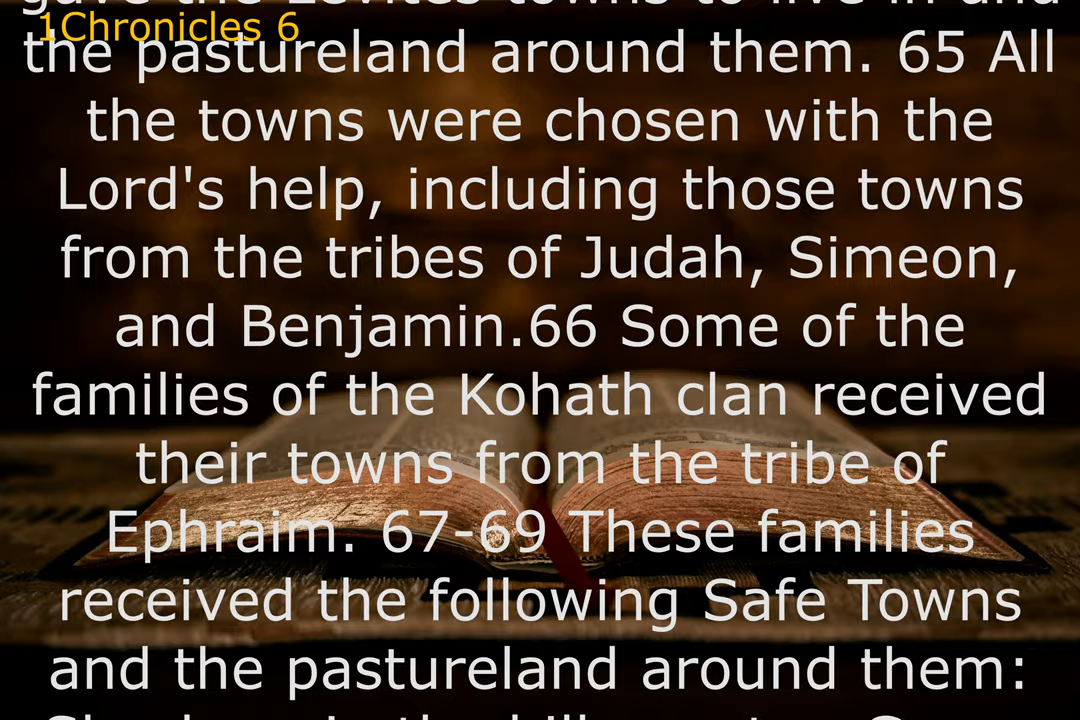 1Chronicles 6
gave the Levites towns to live in and
the pastureland around them. 65 All
the towns were chosen with the
Lord's help, including those towns
from the tribes of Judah, Simeon,
and Benjamin.66 Some of the
families of the Kohath clan received
their towns from the tribe of
Ephraim. 67-69 These families
received the following Safe Towns
and the pastureland around them: